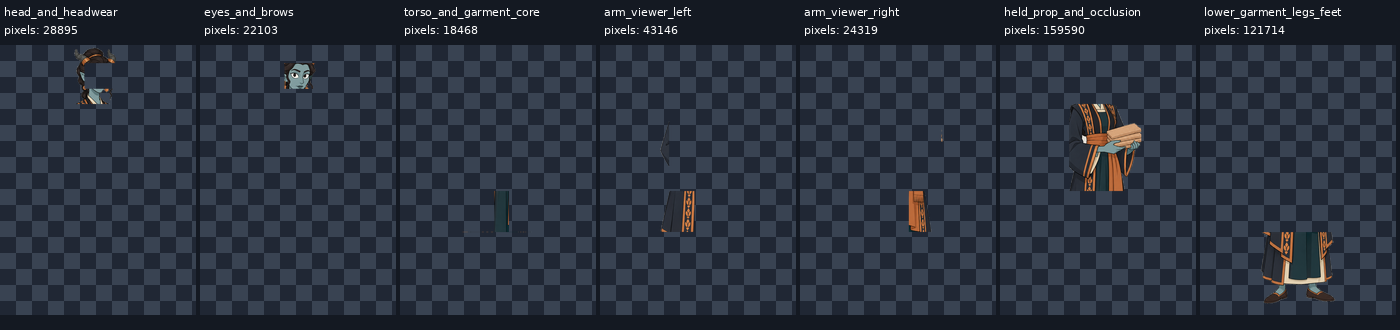 head_and_headwear
pixels: 28895
eyes_and_brows
pixels: 22103
torso_and_garment_core
pixels: 18468
arm_viewer_left
pixels: 43146
arm_viewer_right
pixels: 24319
held_prop_and_occlusion
pixels: 159590
lower_garment_legs_feet
pixels: 121714